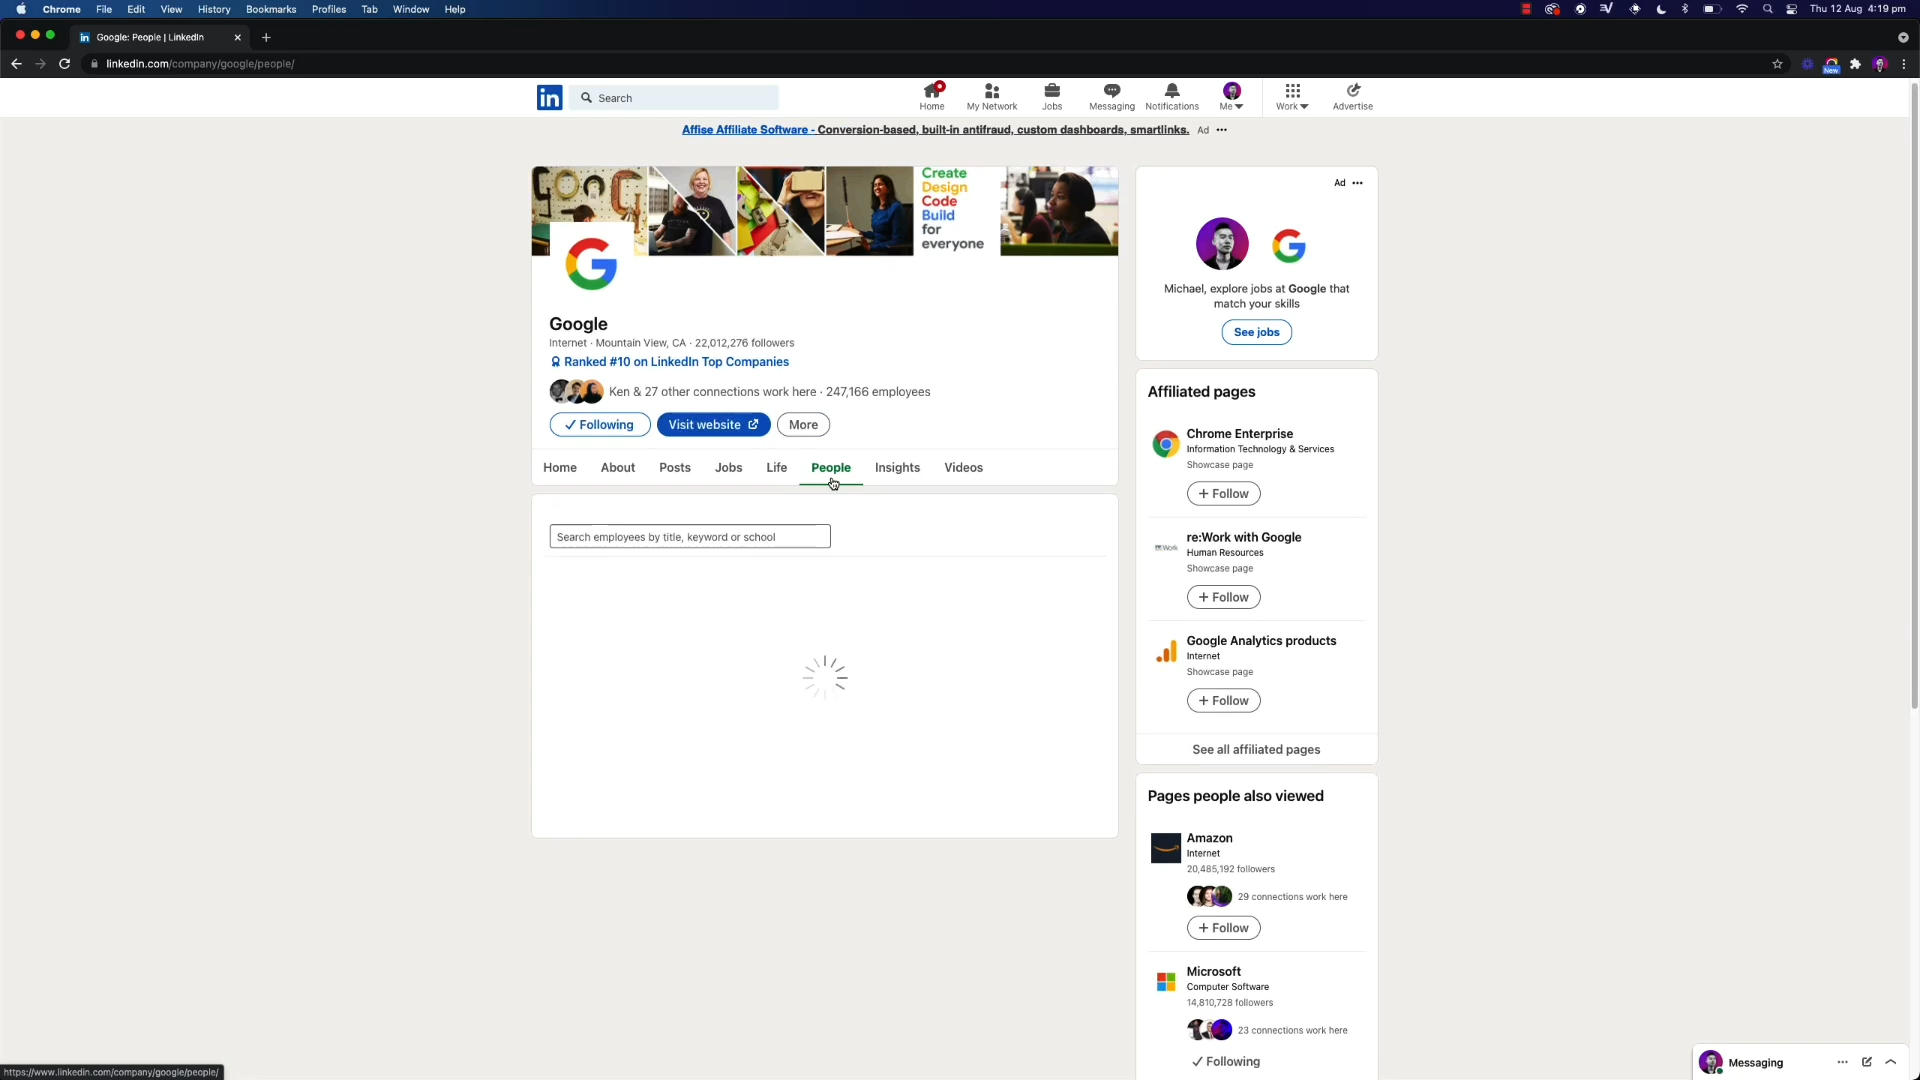 Chrome File Edit View History Bookmarks Profiles Tab Window Help
Thu 12 Aug 4:19 pm
Google: People | LinkedIn
linkedin.com/company/google/people/
New
in
Search
Home
My Network
Jobs
Messaging
Notifications
Me
Work
Advertise
Affise Affiliate Software - Conversion-based, built-in antifraud, custom dashboards, smartlinks. Ad
Create
Design
Code
Build
for
everyone
Google
Internet · Mountain View, CA · 22,012,276 followers
Ranked #10 on LinkedIn Top Companies
Ken & 27 other connections work here · 247,166 employees
Following
Visit website
More
Home About Posts Jobs Life People Insights Videos
Search employees by title, keyword or school
Ad
Michael, explore jobs at Google that
match your skills
See jobs
Affiliated pages
Chrome Enterprise
Information Technology & Services
Showcase page
+ Follow
re:Work with Google
Human Resources
Showcase page
+ Follow
Google Analytics products
Internet
Showcase page
+ Follow
See all affiliated pages
Pages people also viewed
Amazon
Internet
20,485,192 followers
29 connections work here
+ Follow
Microsoft
Computer Software
14,810,728 followers
23 connections work here
Following
Messaging
https://www.linkedin.com/company/google/people/